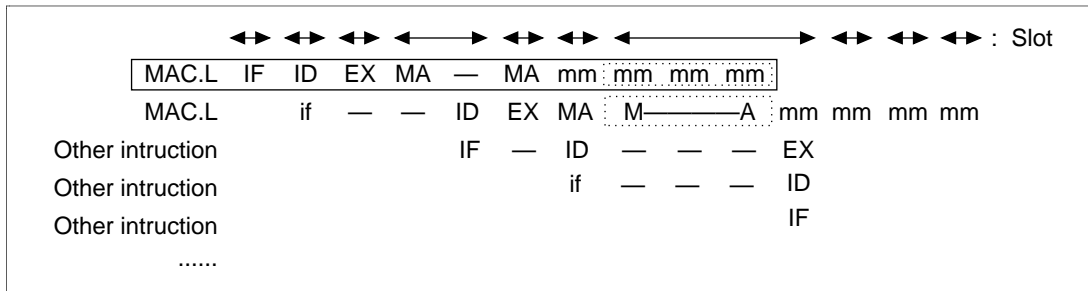 : Slot
MAC.L IF ID EX MA — MA mm mm mm mm
MAC.L if — — ID EX MA M————A mm mm mm mm
Other intruction IF — ID — — — EX
Other intruction if — — — ID
Other intruction IF
......